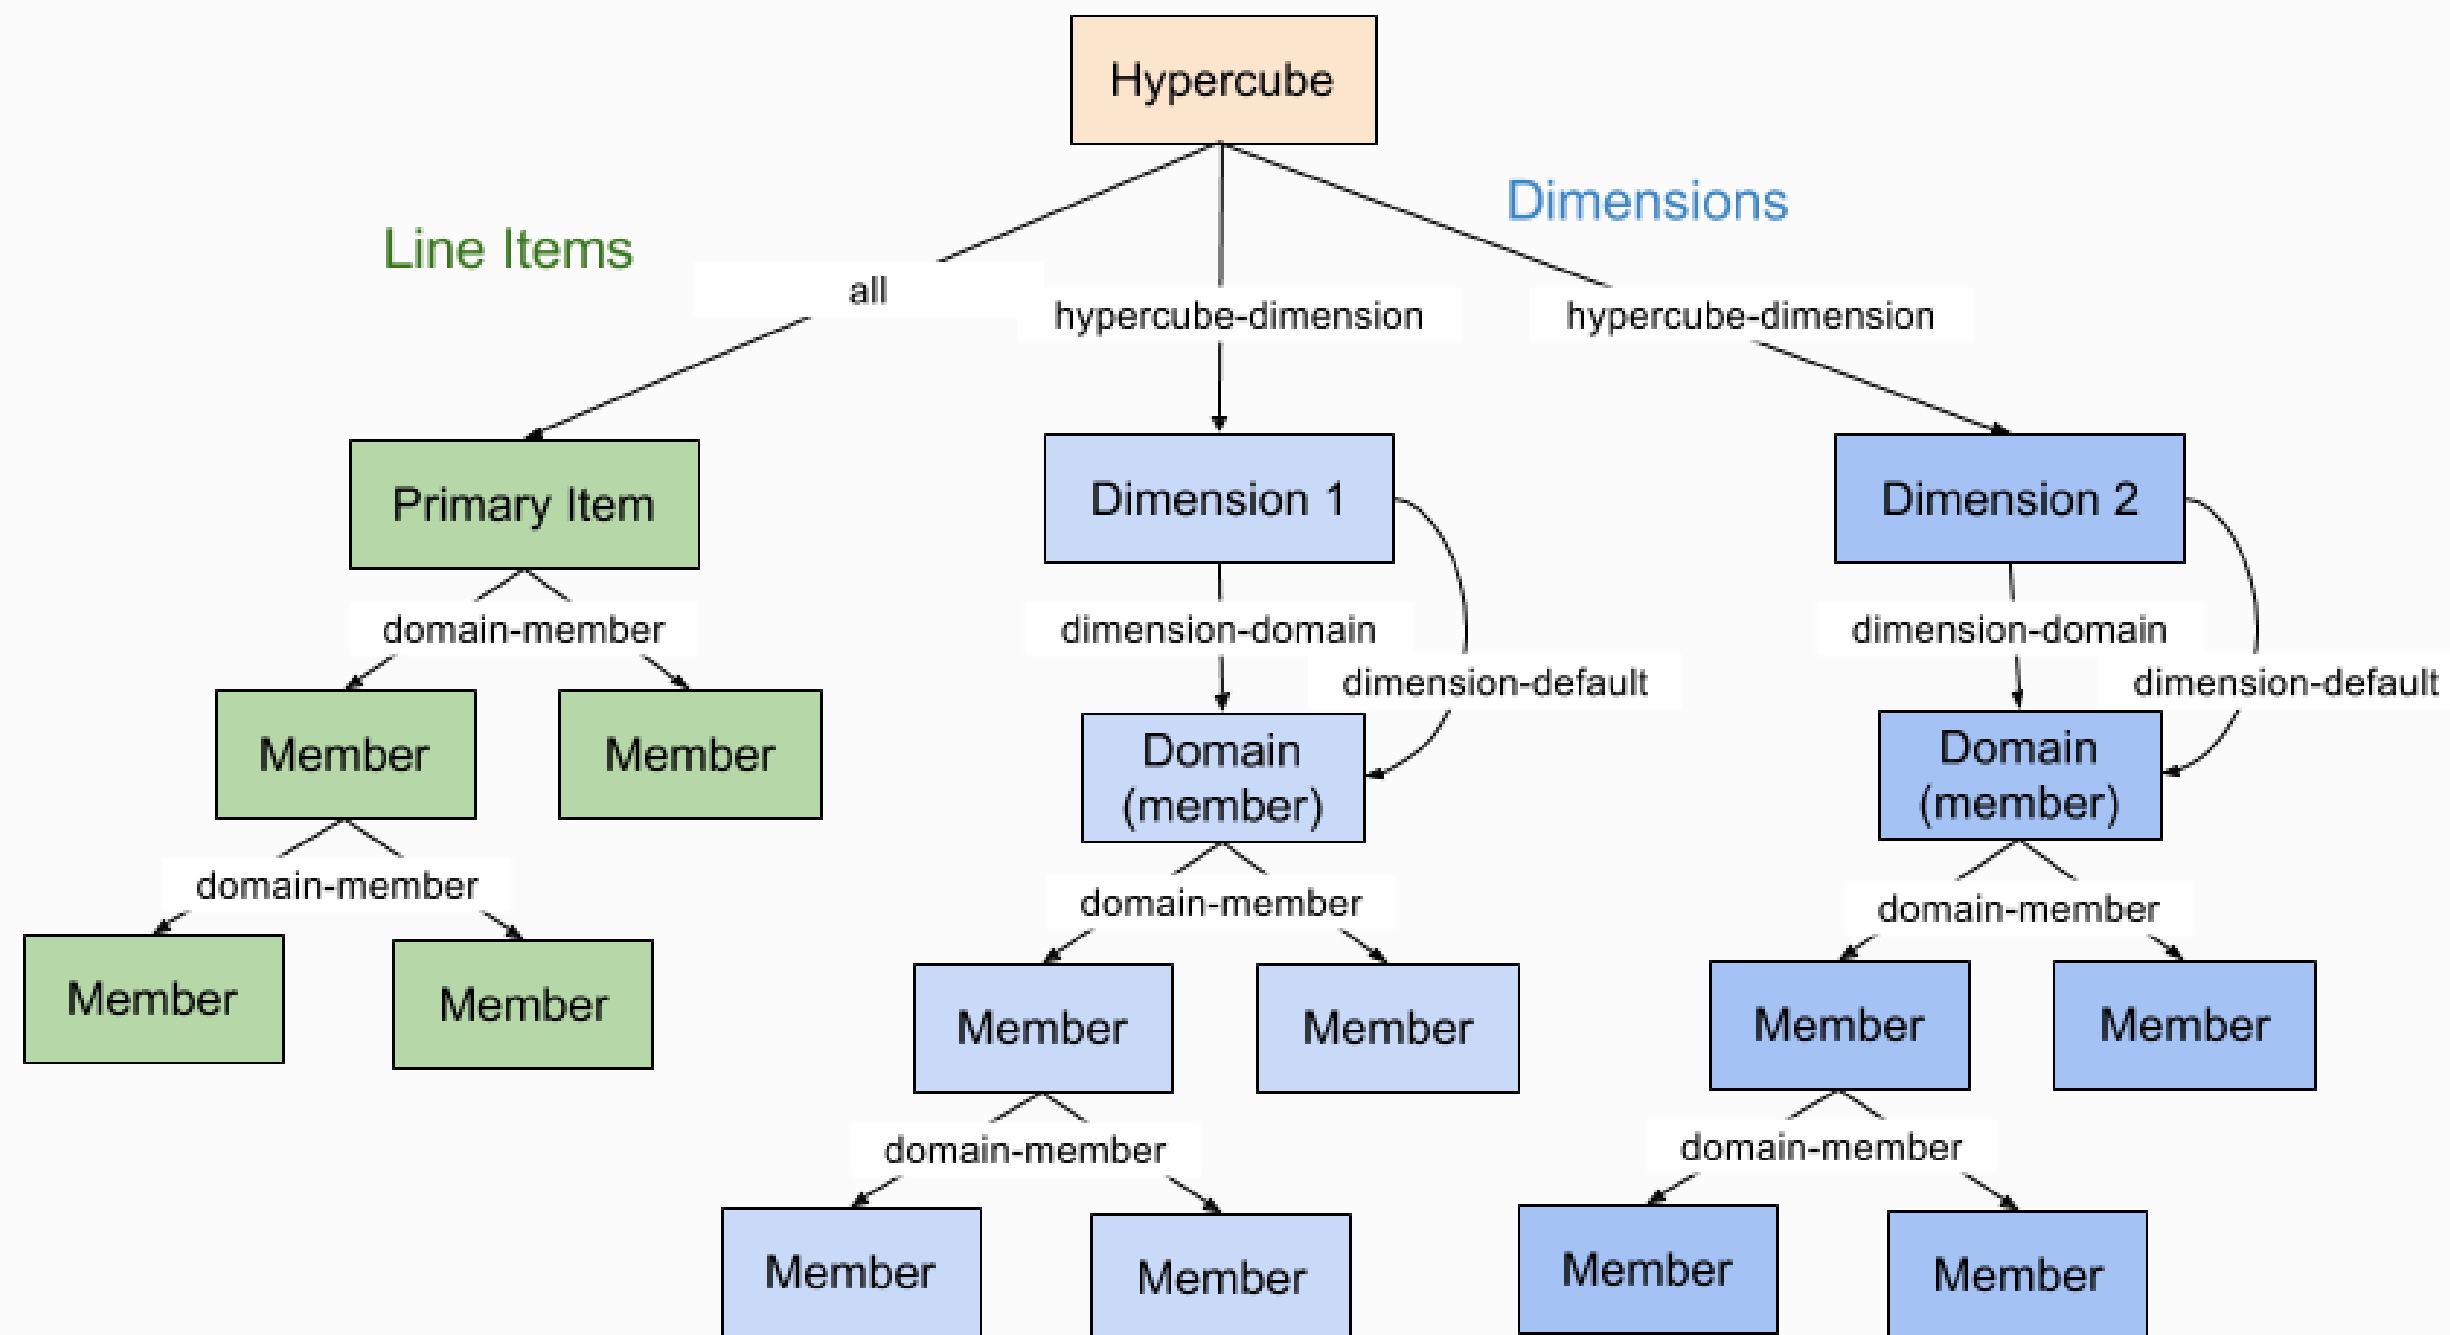 Hypercube
Dimensions
Line Items
all
hypercube-dimension
hypercube-dimension
Primary Item
Dimension 1
Dimension 2
domain-member
dimension-domain
dimension-domain
dimension-default
dimension-default
Member
Member
Domain
(member)
Domain
(member)
domain-member
domain-member
domain-member
Member
Member
Member
Member
Member
Member
domain-member
domain-member
Member
Member
Member
Member